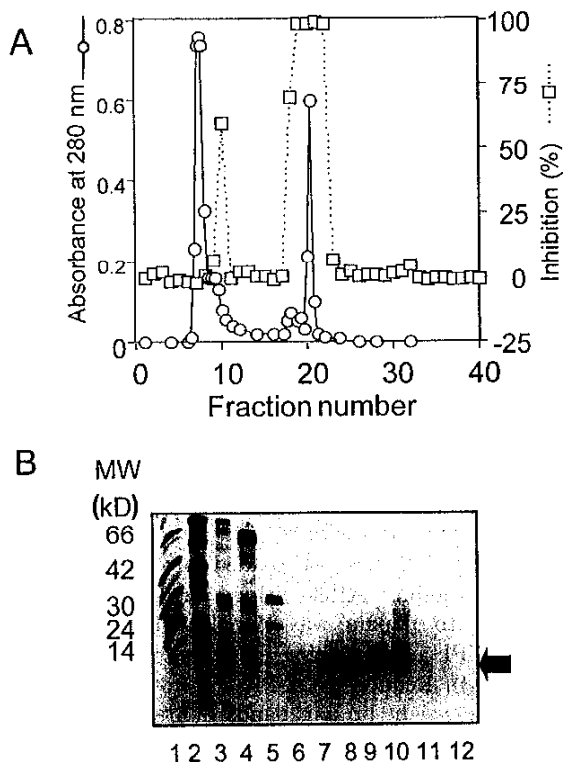 A
Absorbance at 280 nm
0.8
0.6
0.4
0.2
0
100
75
50
25
0
-25
Inhibition (%)
0 10 20 30 40
Fraction number
B
MW
(kD)
66
42
30
24
14
1 2 3 4 5 6 7 8 9 10 11 12